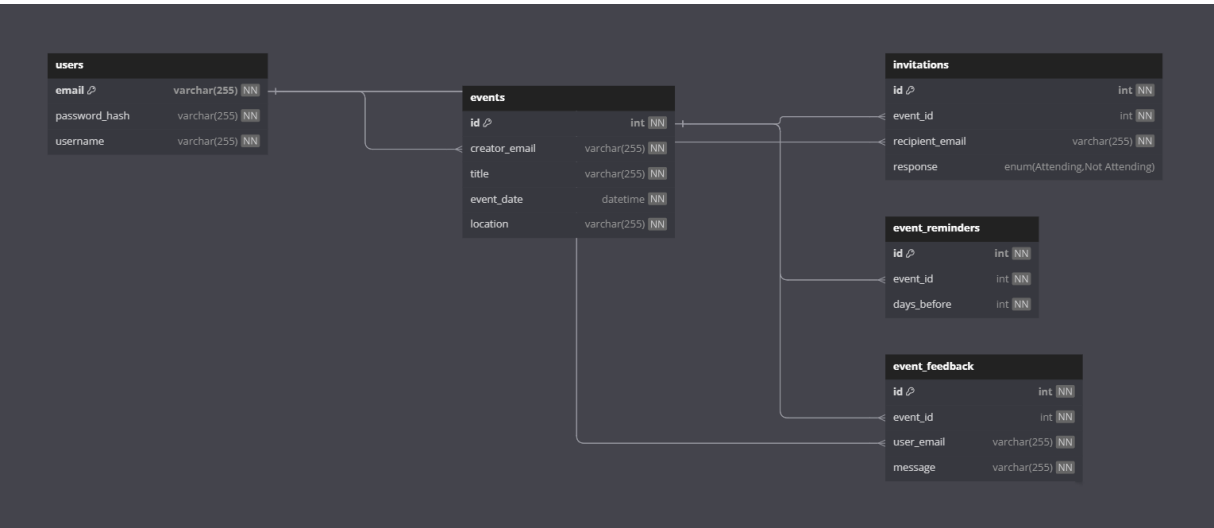 users
email varchar(255) NN
password_hash varchar(255) NN
username varchar(255) NN
events
id int NN
creator_email varchar(255) NN
title varchar(255) NN
event_date datetime NN
location varchar(255) NN
invitations
id int NN
event_id int NN
recipient_email varchar(255) NN
response enum(Attending,Not Attending)
event_reminders
id int NN
event_id int NN
days_before int NN
event_feedback
id int NN
event_id int NN
user_email varchar(255) NN
message varchar(255) NN